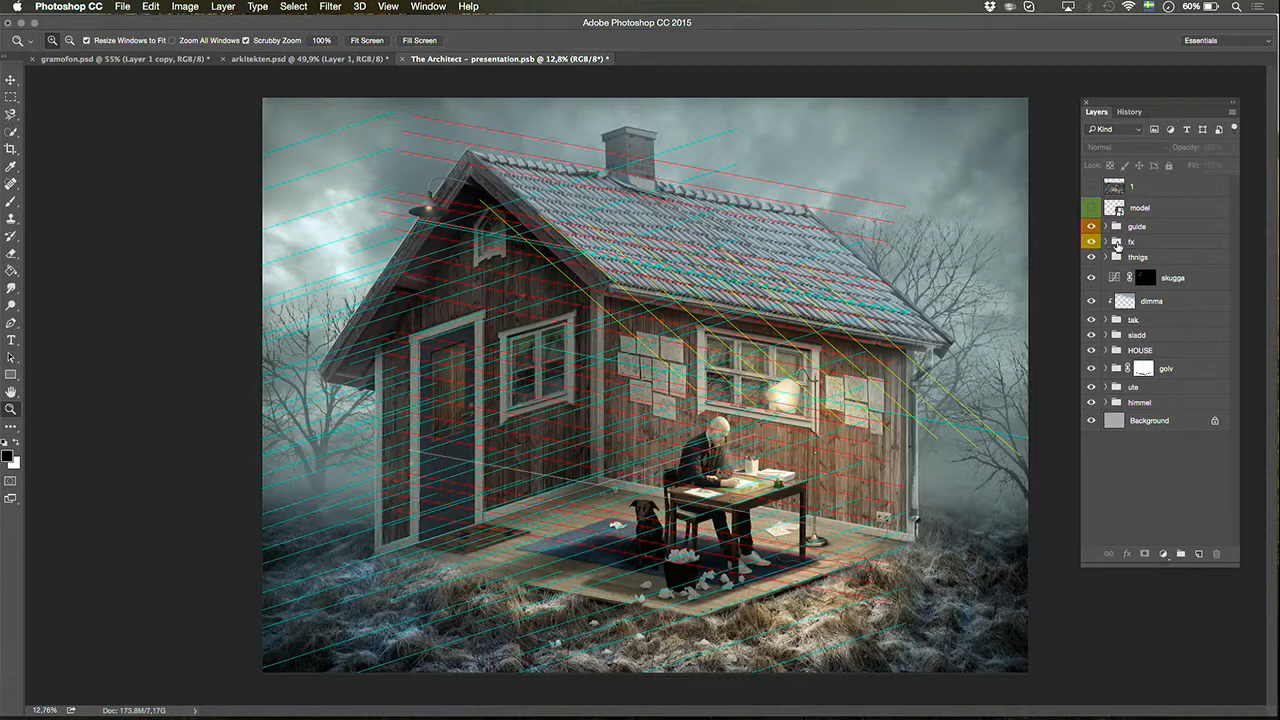 Photoshop CC File Edit Image Layer Type Select Filter 3D View Window Help 60%
Adobe Photoshop CC 2015
Resize Windows to Fit Zoom All Windows Scrubby Zoom 100% Fit Screen Fill Screen Essentials
gramofon.psd @ 55% (Layer 1 copy, RGB/8) * arkitekten.psd @ 49,9% (Layer 1, RGB/8) * The Architect – presentation.psb @ 12,8% (RGB/8*) *
Layers History
Kind
Normal Opacity: 100%
Lock: Fill: 100%
1
model
guide
fx
thnigs
skugga
dimma
tak
sladd
HOUSE
golv
ute
himmel
Background
fx
12,76% Doc: 173,8M/7,17G